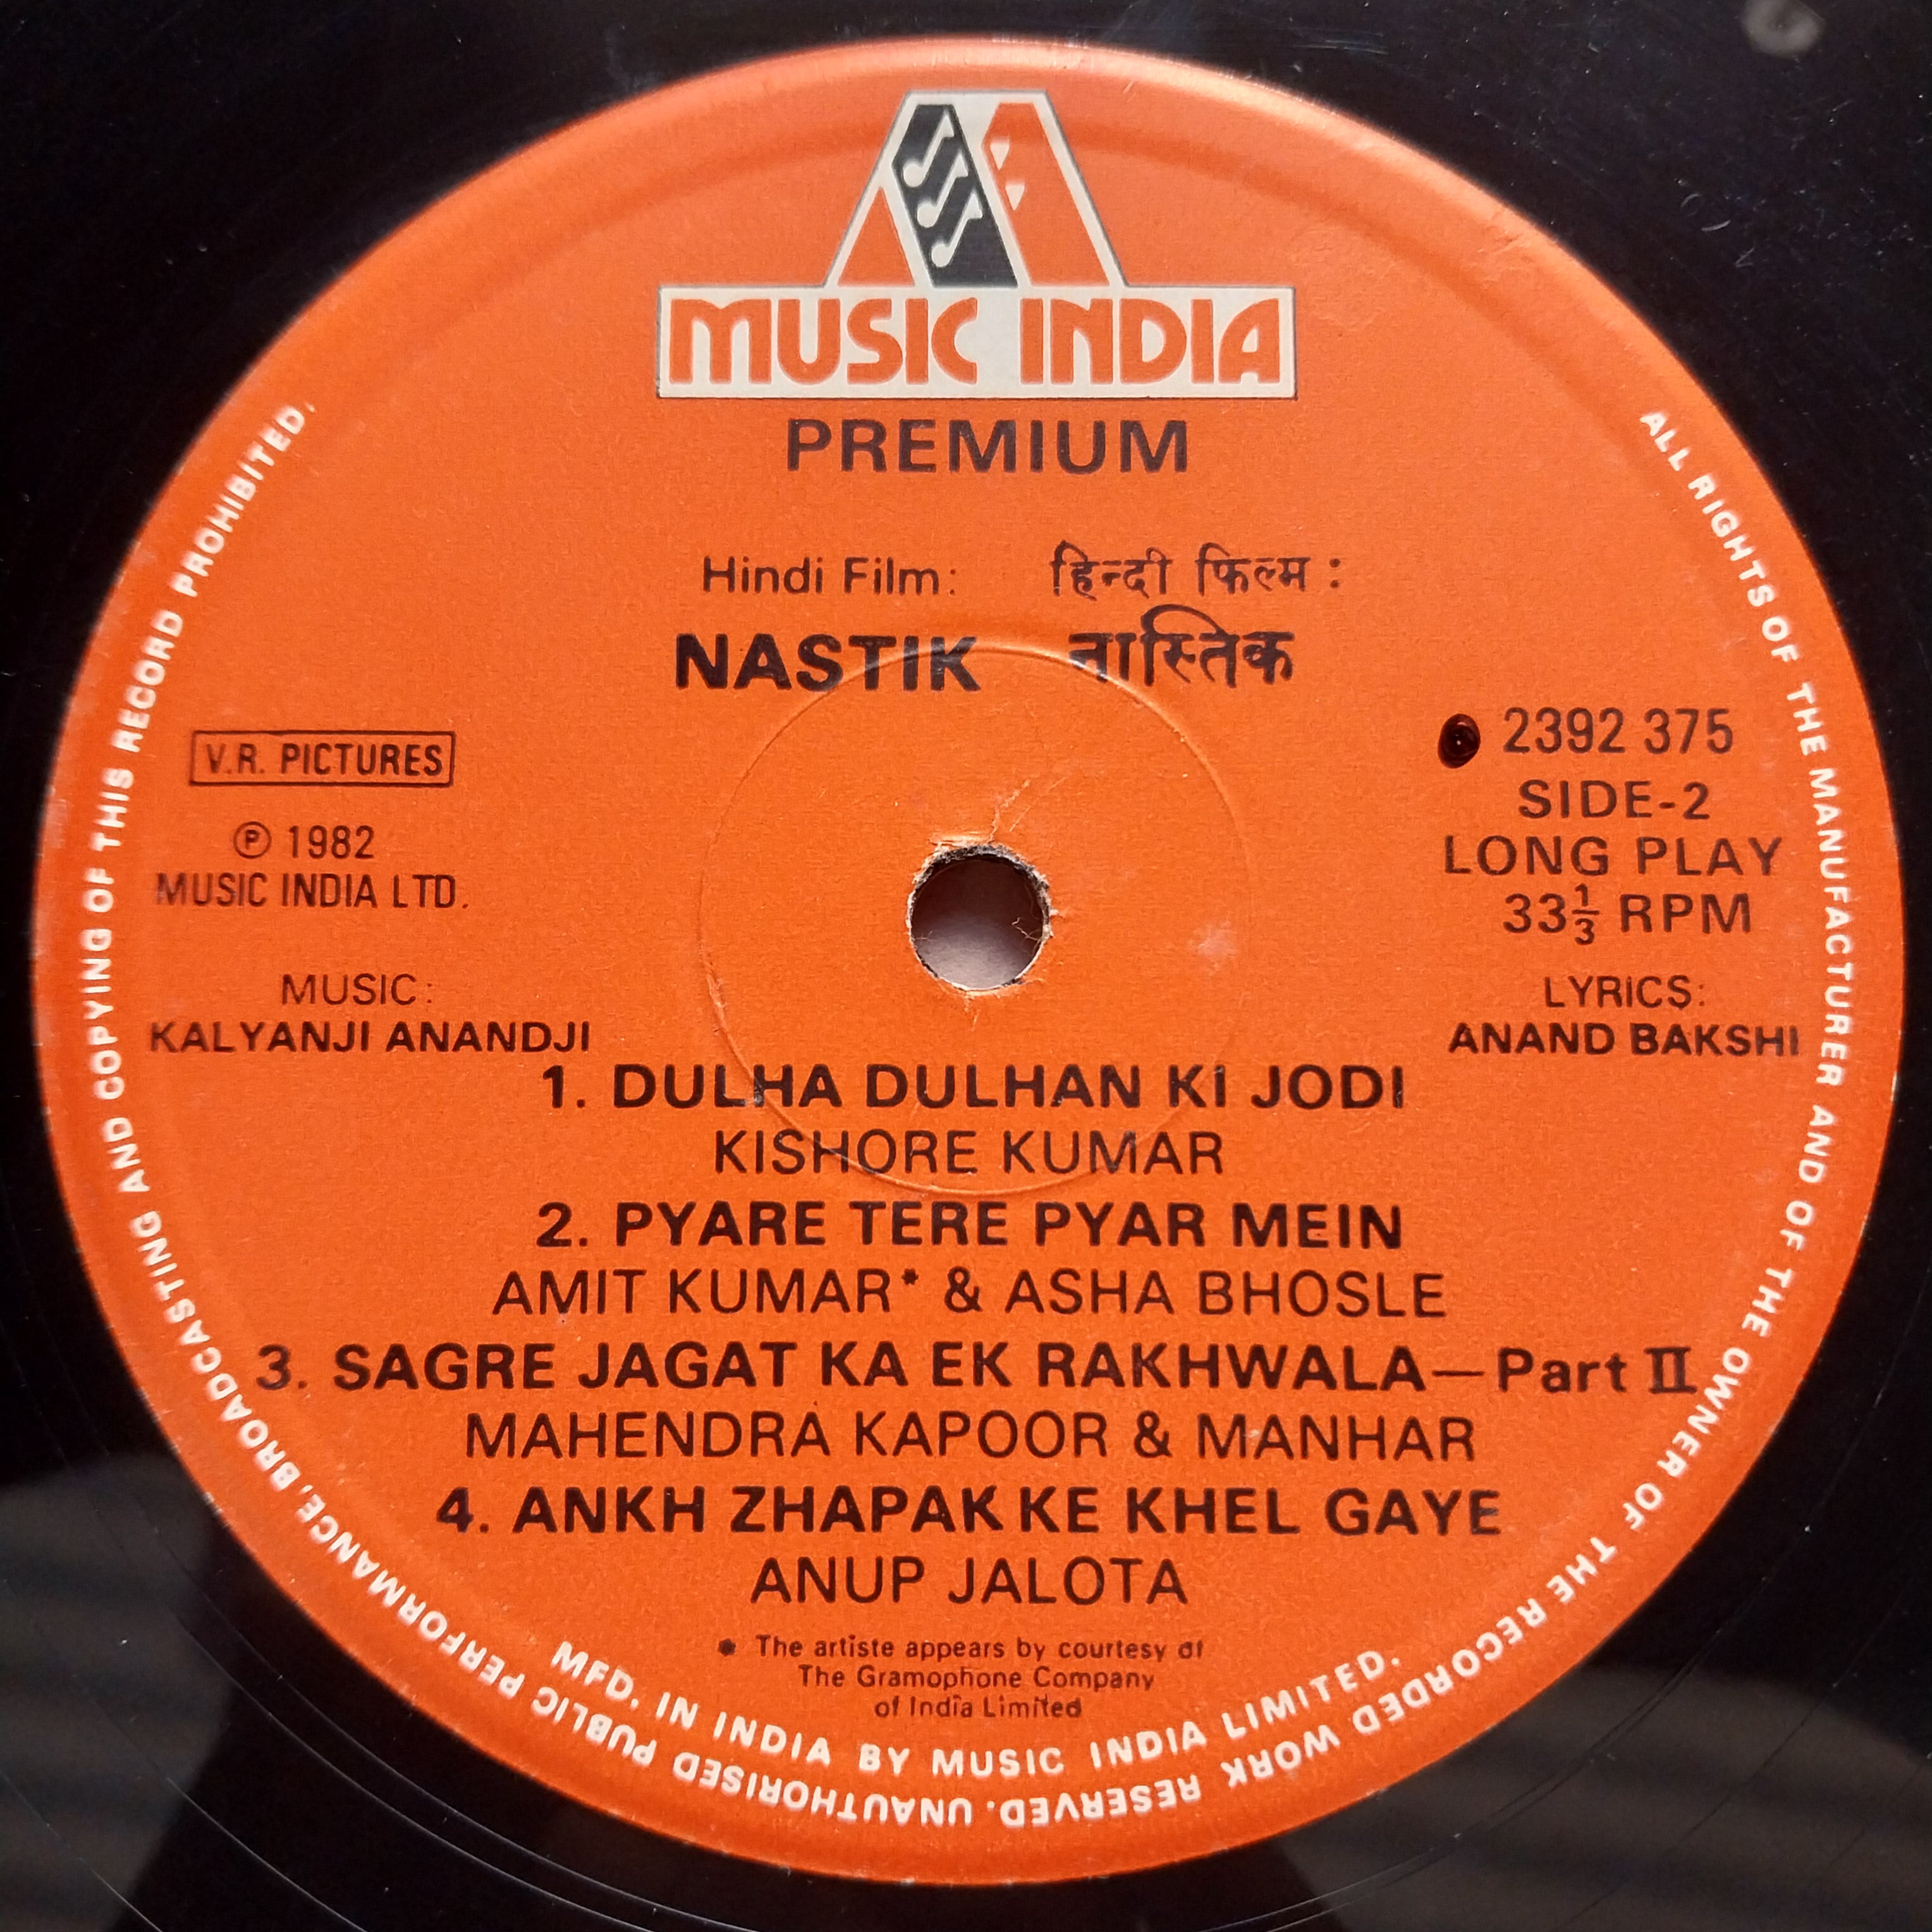 MUSIC INDIA
PREMIUM
Hindi Film: हिन्दी फिल्म :
NASTIK नास्तिक
V.R. PICTURES
℗ 1982
MUSIC INDIA LTD.
MUSIC:
KALYANJI ANANDJI
2392 375
SIDE-2
LONG PLAY
33⅓ RPM
LYRICS:
ANAND BAKSHI
1. DULHA DULHAN KI JODI
KISHORE KUMAR
2. PYARE TERE PYAR MEIN
AMIT KUMAR* & ASHA BHOSLE
3. SAGRE JAGAT KA EK RAKHWALA—Part II
MAHENDRA KAPOOR & MANHAR
4. ANKH ZHAPAK KE KHEL GAYE
ANUP JALOTA
* The artiste appears by courtesy of
The Gramophone Company
of India Limited
MFD. IN INDIA BY MUSIC INDIA LIMITED.
ALL RIGHTS OF THE MANUFACTURER AND OF THE OWNER OF THE RECORDED WORK RESERVED. UNAUTHORISED PUBLIC PERFORMANCE, BROADCASTING AND COPYING OF THIS RECORD PROHIBITED.